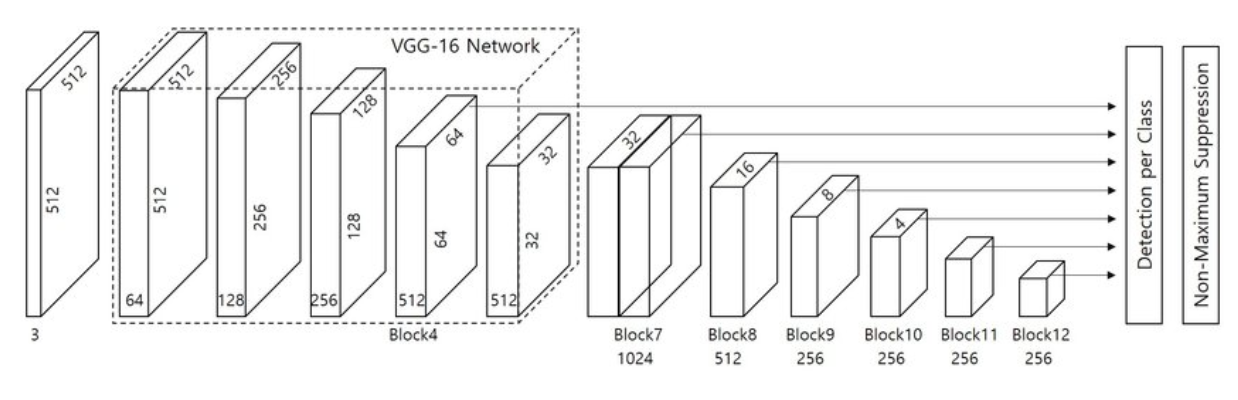 VGG-16 Network
512
512
3
512
512
64
256
256
128
128
128
256
64
64
512
32
32
512
Block4
32
Block7
1024
16
Block8
512
8
Block9
256
4
Block10
256
Block11
256
Block12
256
Detection per Class
Non-Maximum Suppression